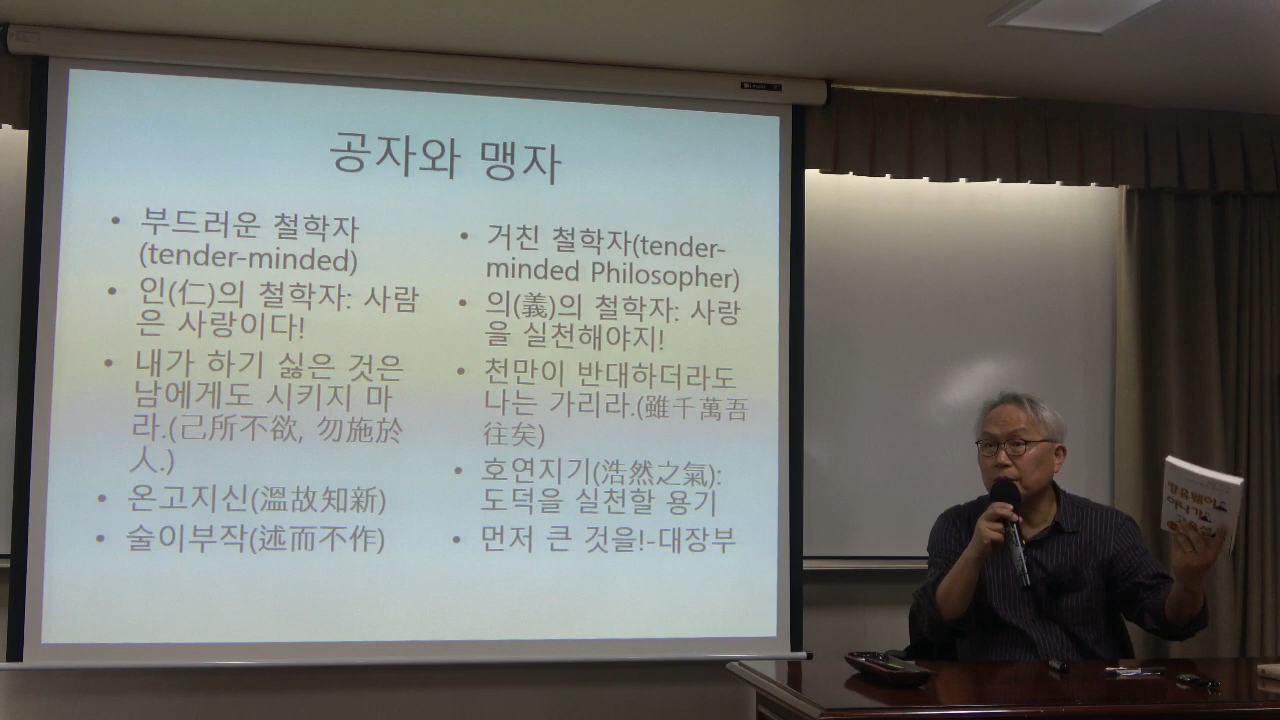 공자와 맹자
• 부드러운 철학자
(tender-minded)
• 인(仁)의 철학자: 사람
은 사랑이다!
• 내가 하기 싫은 것은
남에게도 시키지 마
라.(己所不欲, 勿施於
人.)
• 온고지신(溫故知新)
• 술이부작(述而不作)
• 거친 철학자(tender-
minded Philosopher)
• 의(義)의 철학자: 사랑
을 실천해야지!
• 천만이 반대하더라도
나는 가리라.(雖千萬吾
往矣)
• 호연지기(浩然之氣):
도덕을 실천할 용기
• 먼저 큰 것을!-대장부